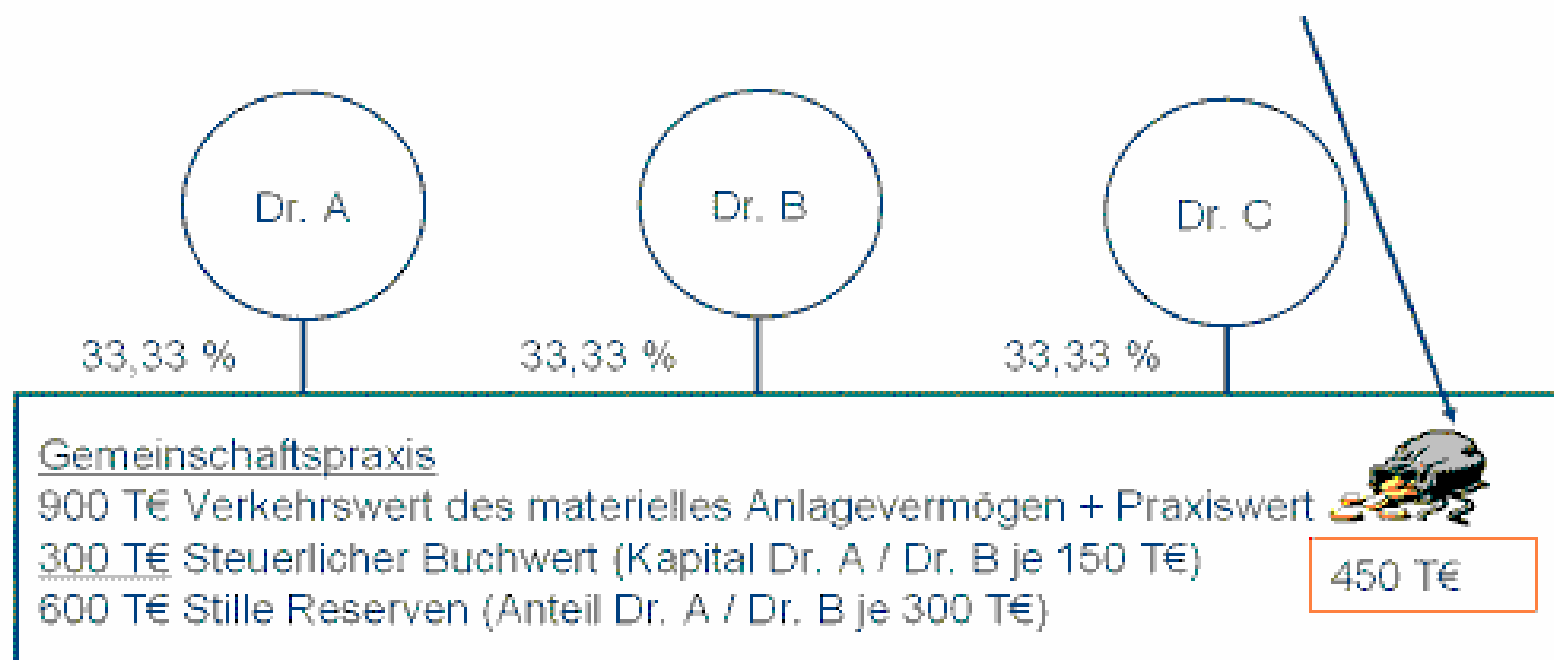 Dr. A
Dr. B
Dr. C
33,33 %
33,33 %
33,33 %
Gemeinschaftspraxis
900 T€ Verkehrswert des materielles Anlagevermögen + Praxiswert
300 T€ Steuerlicher Buchwert (Kapital Dr. A / Dr. B je 150 T€)
450 T€
600 T€ Stille Reserven (Anteil Dr. A / Dr. B je 300 T€)